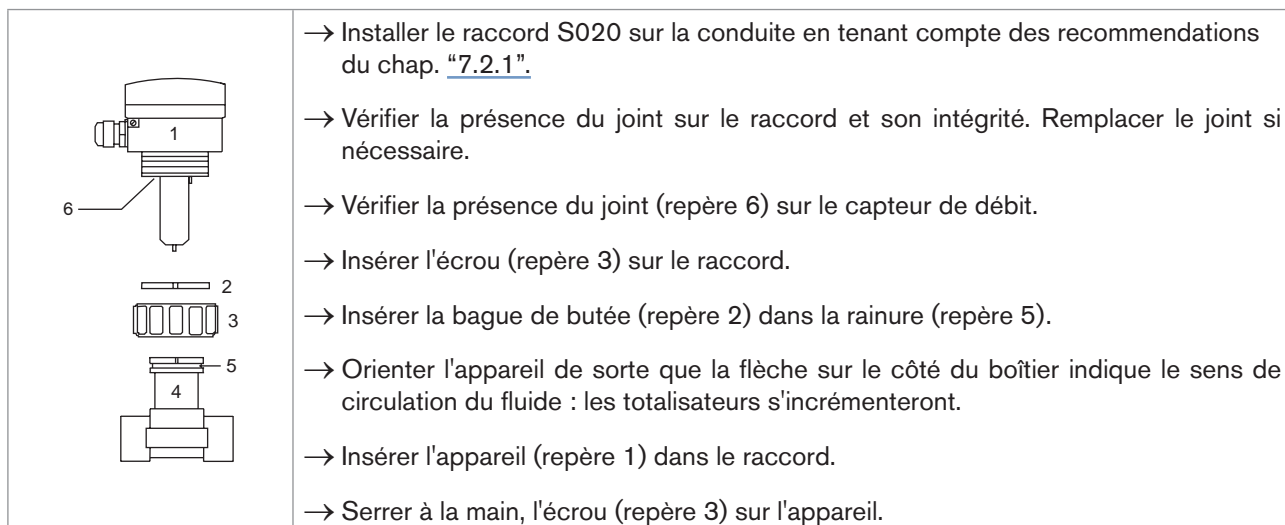 1
6
2
3
5
4
→ Installer le raccord S020 sur la conduite en tenant compte des recommendations
du chap. “7.2.1”.
→ Vérifier la présence du joint sur le raccord et son intégrité. Remplacer le joint si
nécessaire.
→ Vérifier la présence du joint (repère 6) sur le capteur de débit.
→ Insérer l'écrou (repère 3) sur le raccord.
→ Insérer la bague de butée (repère 2) dans la rainure (repère 5).
→ Orienter l'appareil de sorte que la flèche sur le côté du boîtier indique le sens de
circulation du fluide : les totalisateurs s'incrémenteront.
→ Insérer l'appareil (repère 1) dans le raccord.
→ Serrer à la main, l'écrou (repère 3) sur l'appareil.